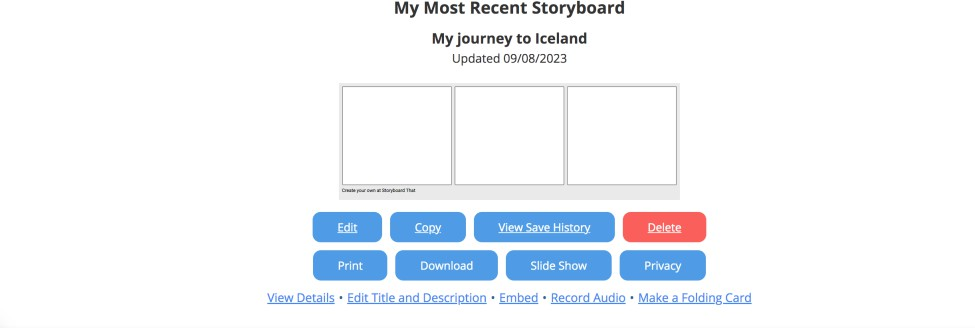 My Most Recent Storyboard
My journey to Iceland
Updated 09/08/2023
Create your own at Storyboard That
Edit Copy View Save History Delete
Print Download Slide Show Privacy
View Details • Edit Title and Description • Embed • Record Audio • Make a Folding Card